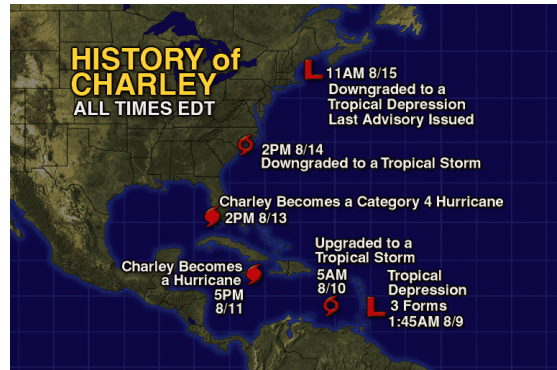 HISTORY of
CHARLEY
ALL TIMES EDT
L 11AM 8/15
Downgraded to a
Tropical Depression
Last Advisory Issued
2PM 8/14
Downgraded to a Tropical Storm
Charley Becomes a Category 4 Hurricane
2PM 8/13
Charley Becomes
a Hurricane
5PM
8/11
Upgraded to a
Tropical Storm
5AM
8/10
Tropical
Depression
L 3 Forms
1:45AM 8/9